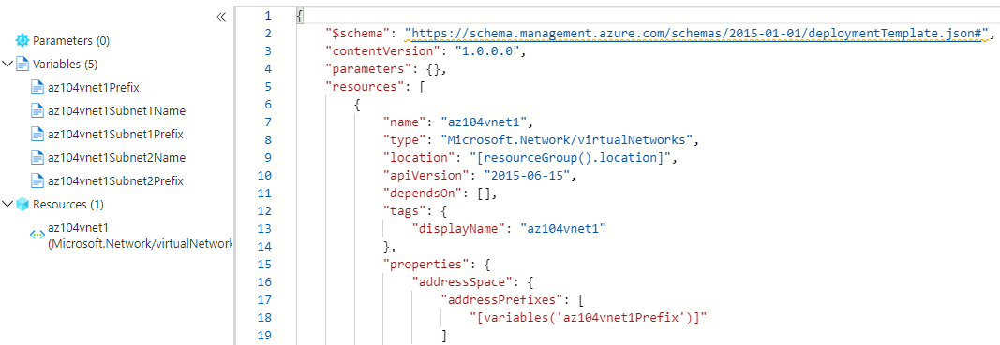 «
Parameters (0)
Variables (5)
az104vnet1Prefix
az104vnet1Subnet1Name
az104vnet1Subnet1Prefix
az104vnet1Subnet2Name
az104vnet1Subnet2Prefix
Resources (1)
az104vnet1
(Microsoft.Network/virtualNetwork
1 {
2 "$schema": "https://schema.management.azure.com/schemas/2015-01-01/deploymentTemplate.json#",
3 "contentVersion": "1.0.0.0",
4 "parameters": {},
5 "resources": [
6 {
7 "name": "az104vnet1",
8 "type": "Microsoft.Network/virtualNetworks",
9 "location": "[resourceGroup().location]",
10 "apiVersion": "2015-06-15",
11 "dependsOn": [],
12 "tags": {
13 "displayName": "az104vnet1"
14 },
15 "properties": {
16 "addressSpace": {
17 "addressPrefixes": [
18 "[variables('az104vnet1Prefix')]"
19 ]